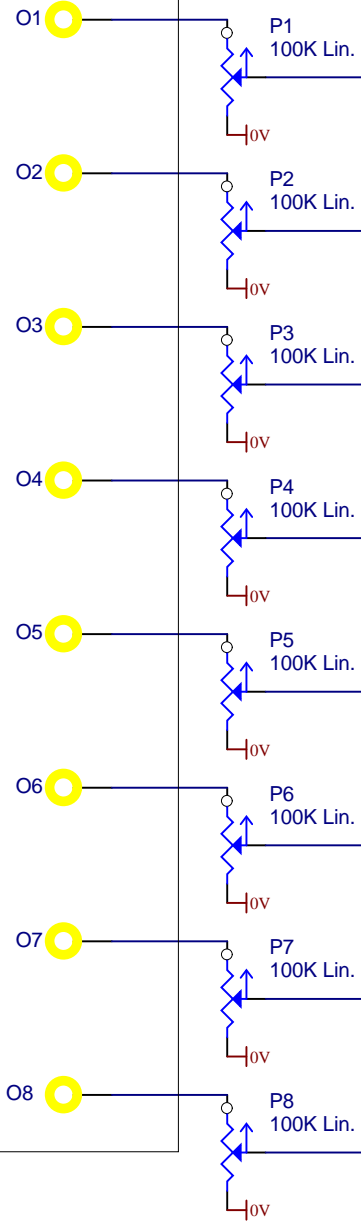 O1
P1
100K Lin.
0V
O2
P2
100K Lin.
0V
O3
P3
100K Lin.
0V
O4
P4
100K Lin.
0V
O5
P5
100K Lin.
0V
O6
P6
100K Lin.
0V
O7
P7
100K Lin.
0V
O8
P8
100K Lin.
0V